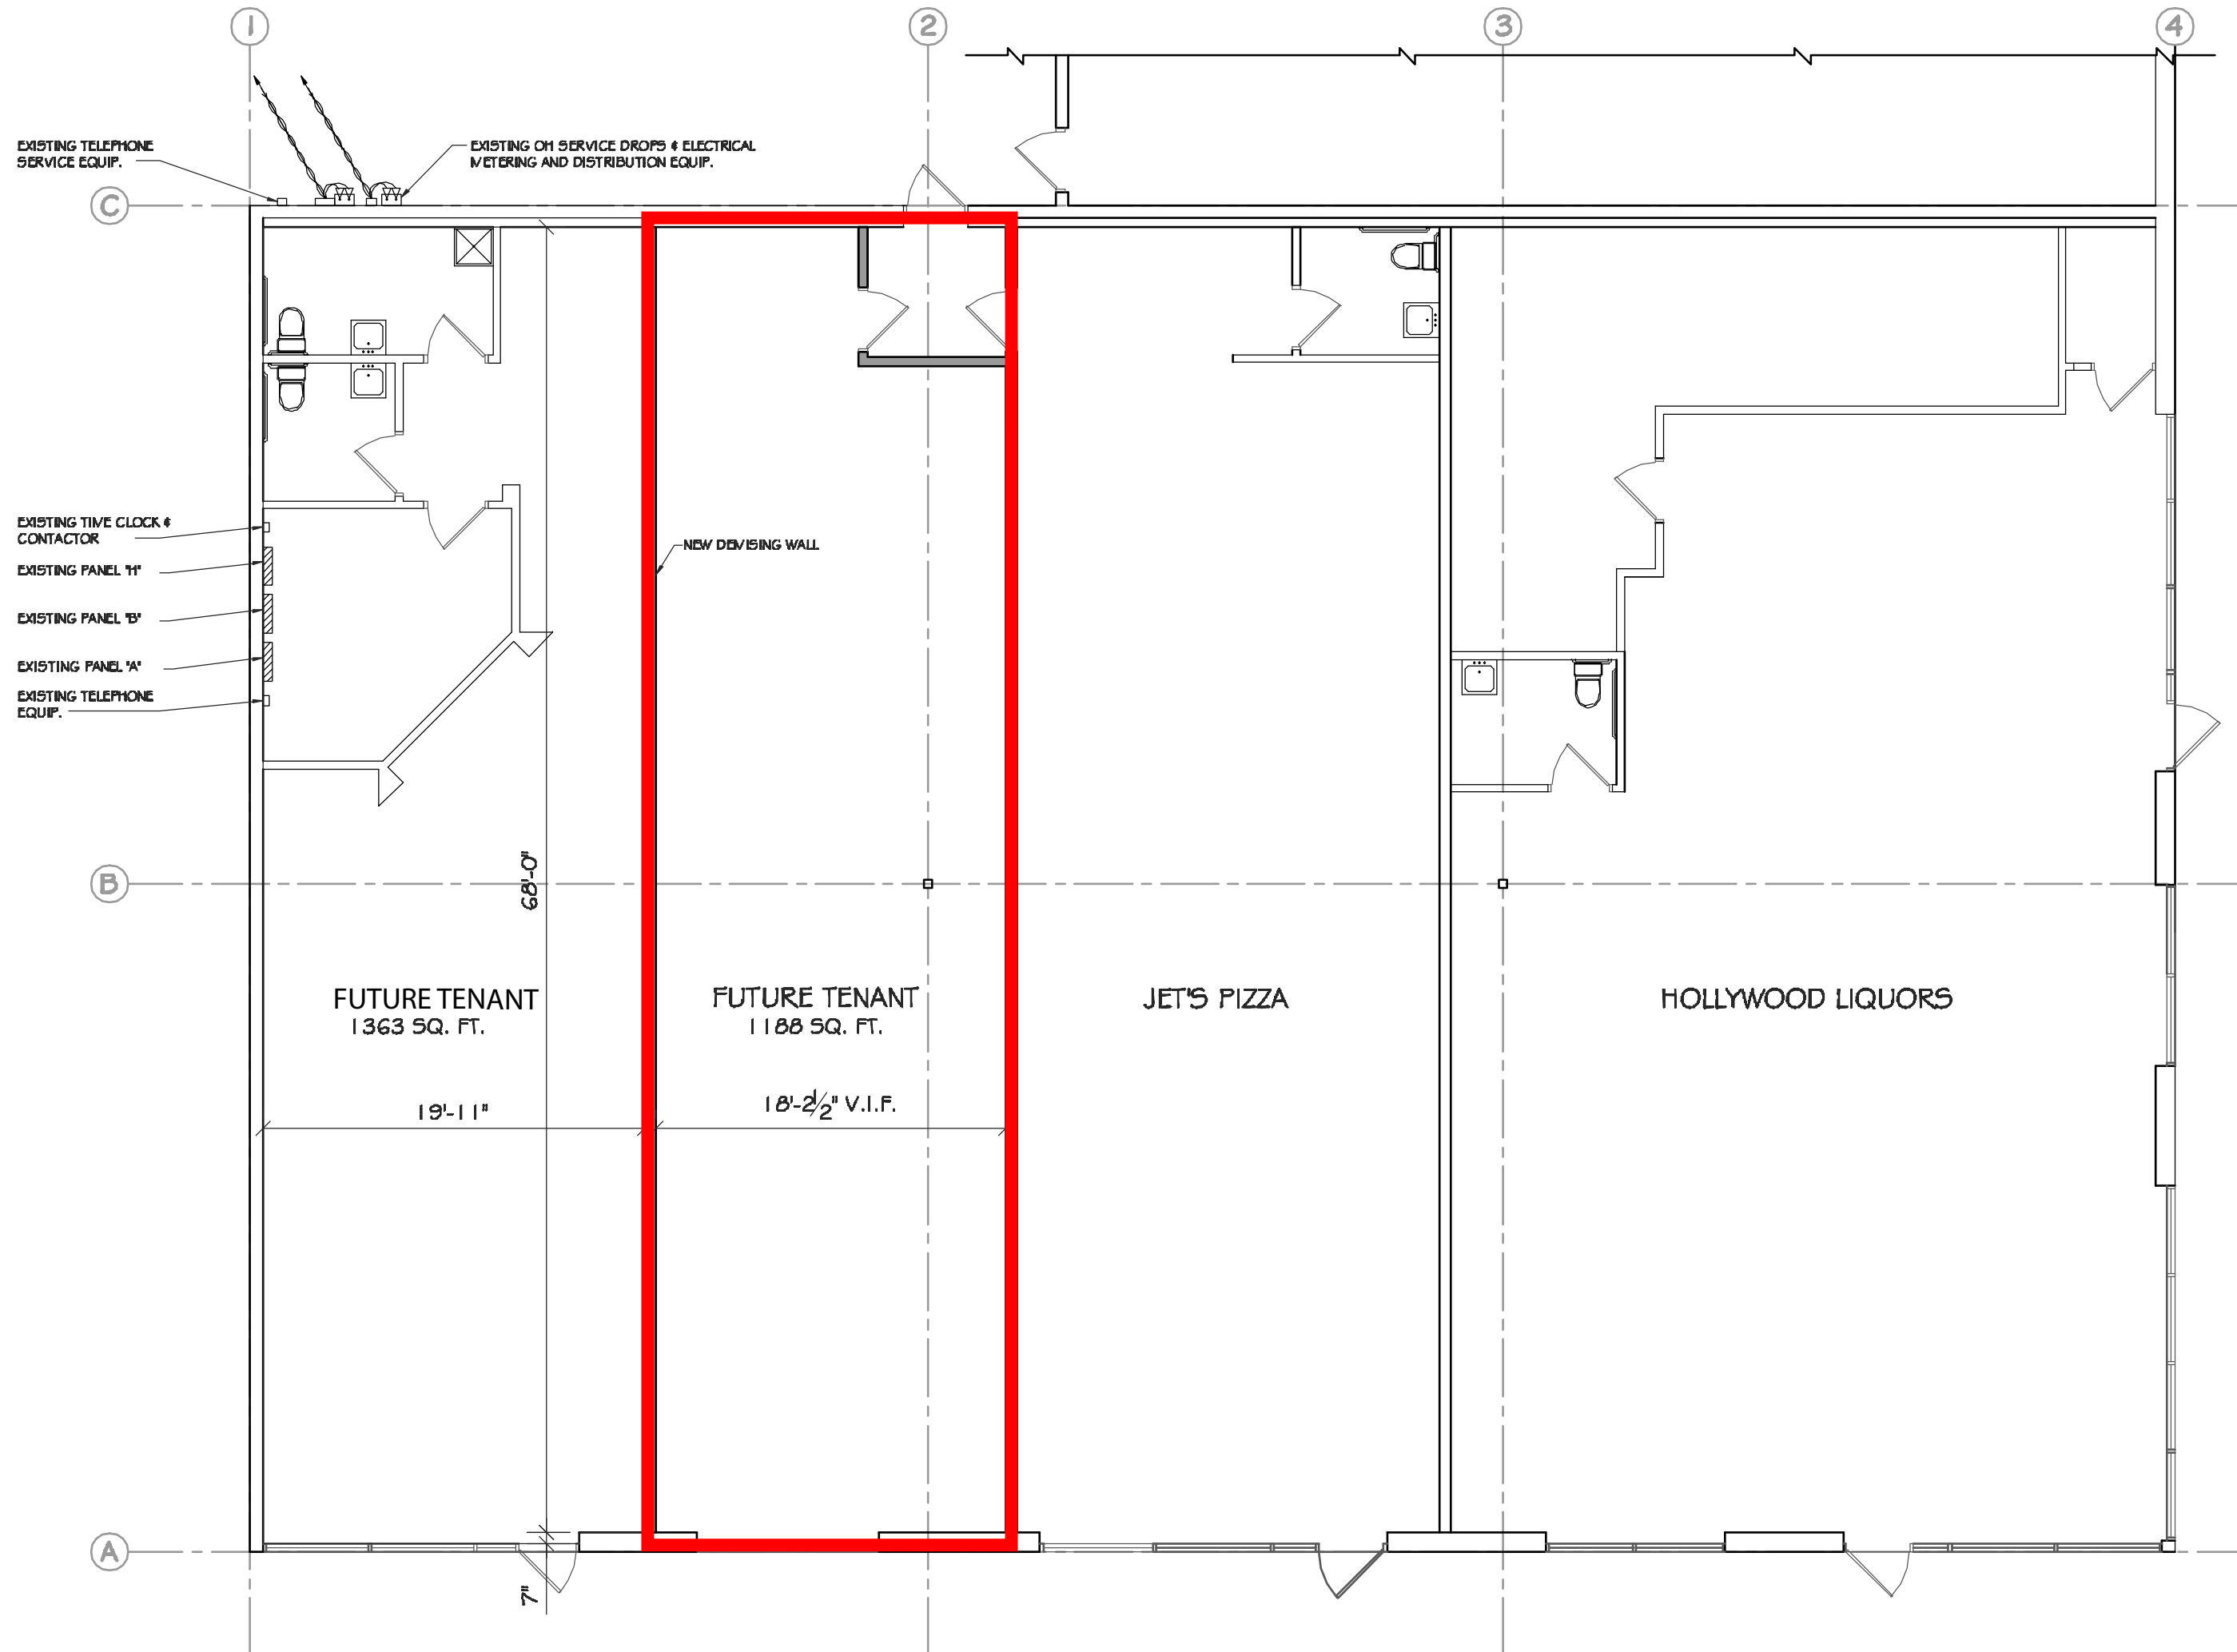 1
2
3
4
EXISTING TELEPHONE
SERVICE EQUIP.
EXISTING OH SERVICE DROPS & ELECTRICAL
METERING AND DISTRIBUTION EQUIP.
C
EXISTING TIME CLOCK &
CONTACTOR
EXISTING PANEL "H"
EXISTING PANEL "B"
EXISTING PANEL "A"
EXISTING TELEPHONE
EQUIP.
NEW DEMISING WALL
B
68'-0"
FUTURE TENANT
1363 SQ. FT.
FUTURE TENANT
1188 SQ. FT.
JET'S PIZZA
HOLLYWOOD LIQUORS
19'-11"
18'-2 1/2" V.I.F.
A
7"